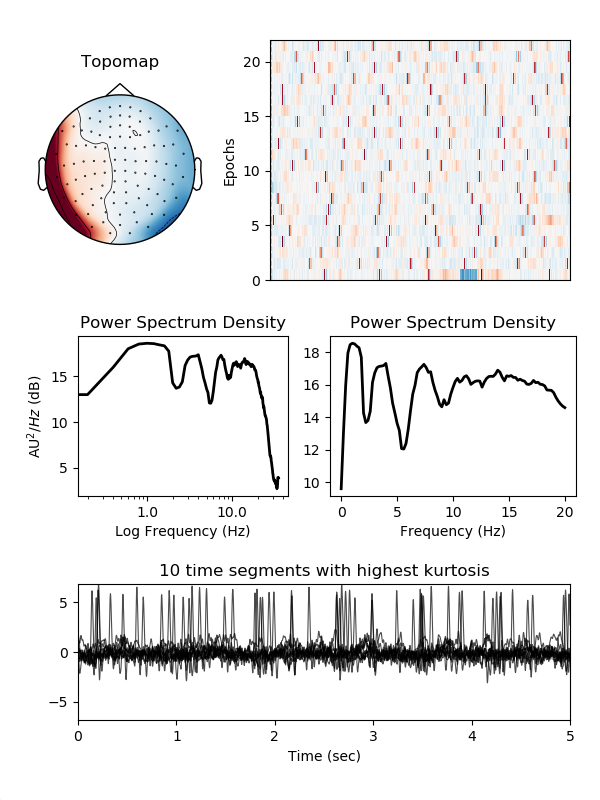 Topomap
20
15
10
5
0
Epochs
Power Spectrum Density
15
10
5
AU²/Hz (dB)
1.0 10.0
Log Frequency (Hz)
Power Spectrum Density
18
16
14
12
10
0 5 10 15 20
Frequency (Hz)
10 time segments with highest kurtosis
5
0
−5
0 1 2 3 4 5
Time (sec)